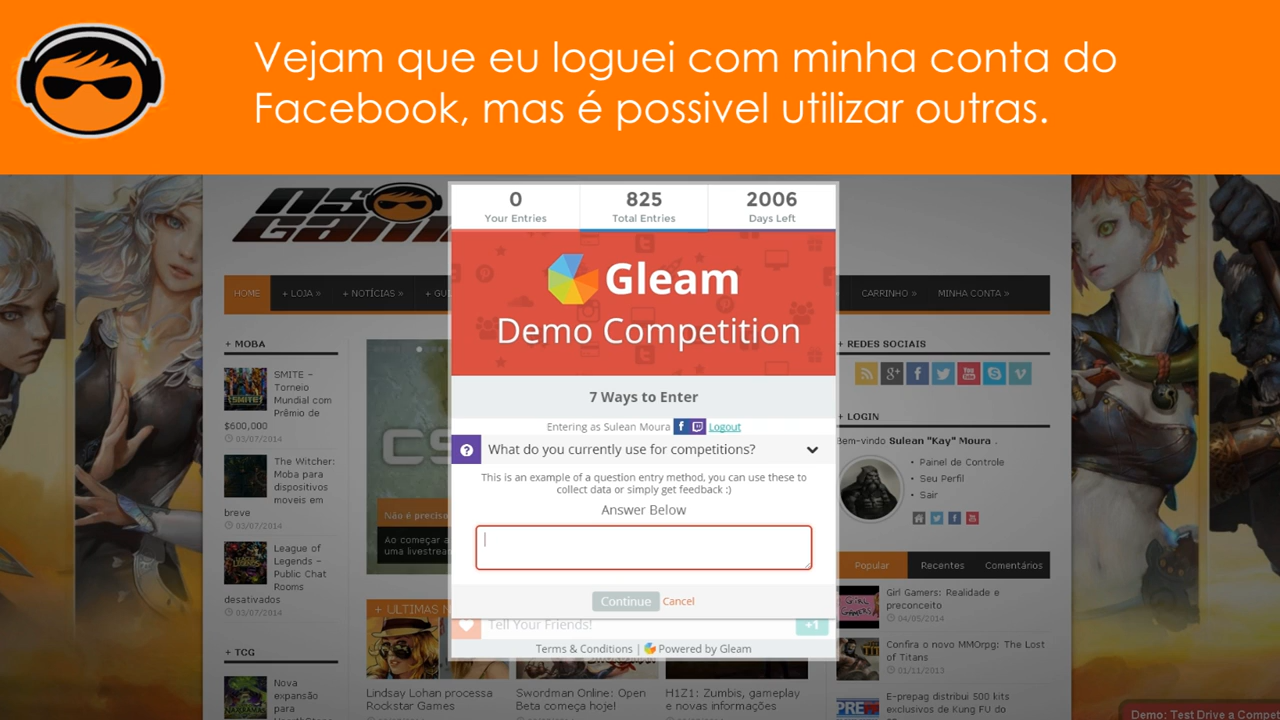 Vejam que eu loguei com minha conta do
Facebook, mas é possivel utilizar outras.
0
Your Entries
825
Total Entries
2006
Days Left
Gleam
Demo Competition
7 Ways to Enter
Entering as Sulean Moura
Logout
What do you currently use for competitions?
This is an example of a question entry method, you can use these to
collect data or simply get feedback :)
Answer Below
Continue Cancel
Tell Your Friends!
+1
Terms & Conditions | Powered by Gleam
HOME
+ LOJA »
+ NOTÍCIAS »
CARRINHO »
MINHA CONTA »
+ MOBA
SMITE –
Torneio
Mundial com
Prêmio de
$600,000
03/07/2014
The Witcher:
Moba para
dispositivos
moveis em
breve
03/07/2014
League of
Legends –
Public Chat
Rooms
desativados
03/07/2014
+ TCG
Nova
expansão
para
CS
Não é preciso
Ao começar a
uma livestream
+ ULTIMAS N
Lindsay Lohan processa
Rockstar Games
Swordman Online: Open
Beta começa hoje!
H1Z1: Zumbis, gameplay
e novas informações
+ REDES SOCIAIS
+ LOGIN
Bem-vindo Sulean "Kay" Moura .
• Painel de Controle
• Seu Perfil
• Sair
Popular
Recentes
Comentários
Girl Gamers: Realidade e
preconceito
04/05/2014
Confira o novo MMOrpg: The Lost
of Titans
01/11/2013
E-prepag distribui 500 kits
exclusivos de Kung FU do
Demo: Test Drive a Compet